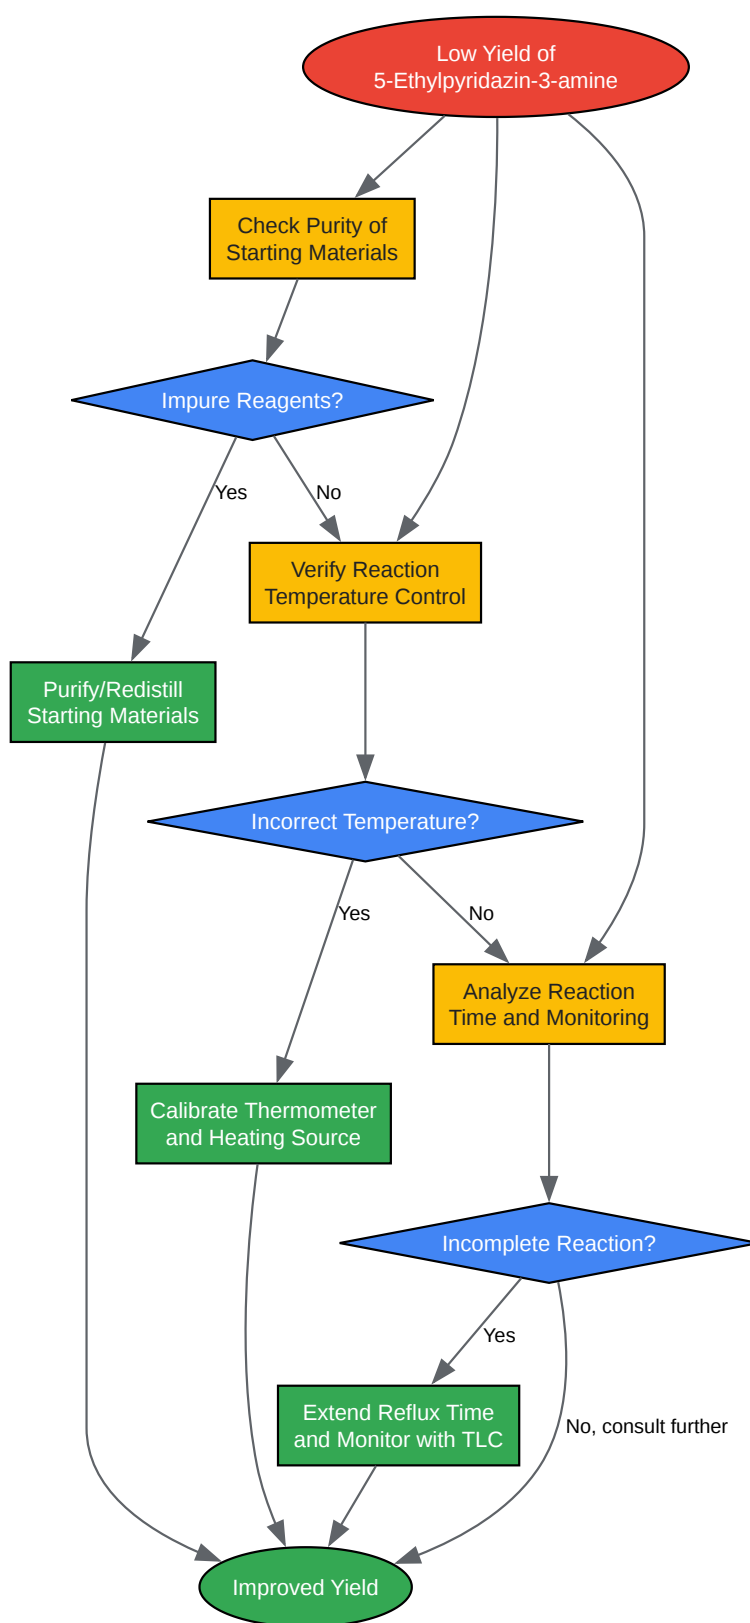 Low Yield of
5-Ethylpyridazin-3-amine
Check Purity of
Starting Materials
Impure Reagents?
Yes
No
Verify Reaction
Temperature Control
Purify/Redistill
Starting Materials
Incorrect Temperature?
Yes
No
Analyze Reaction
Time and Monitoring
Calibrate Thermometer
and Heating Source
Incomplete Reaction?
Yes
Extend Reflux Time
and Monitor with TLC
No, consult further
Improved Yield